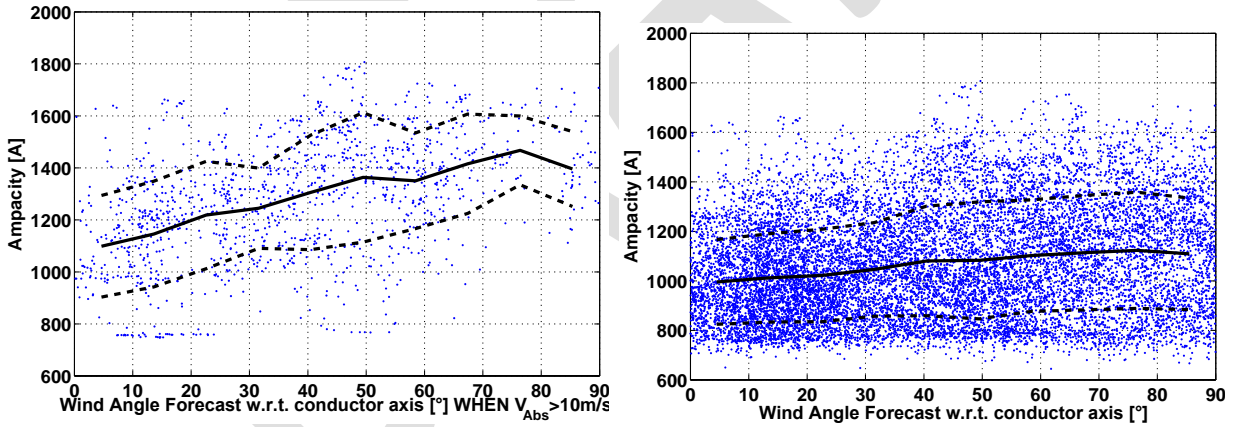 2000
1800
1600
1400
1200
1000
800
600
Ampacity [A]
0 10 20 30 40 50 60 70 80 90
Wind Angle Forecast w.r.t. conductor axis [°] WHEN V_Abs>10m/s
2000
1800
1600
1400
1200
1000
800
600
Ampacity [A]
0 10 20 30 40 50 60 70 80 90
Wind Angle Forecast w.r.t. conductor axis [°]